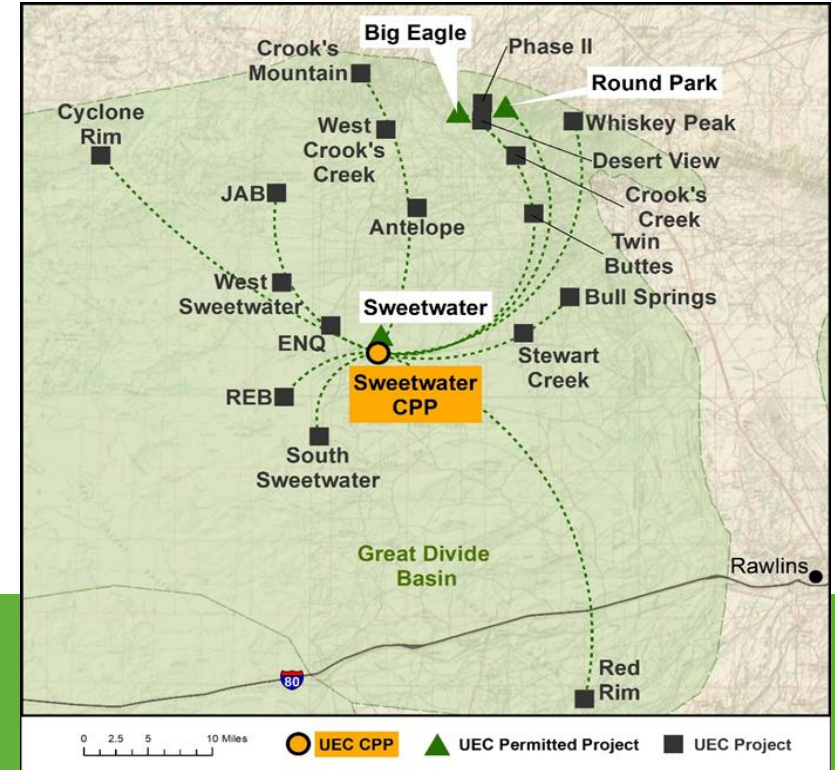 Big Eagle
Phase II
Crook's
Mountain
Round Park
Cyclone
Rim
West
Crook's
Creek
Whiskey Peak
Desert View
JAB
Antelope
Crook's
Creek
Twin
Buttes
West
Sweetwater
Sweetwater
Bull Springs
ENQ
Stewart
Creek
Sweetwater
CPP
REB
South
Sweetwater
Great Divide
Basin
Rawlins
Red
Rim
80
0 2.5 5 10 Miles
UEC CPP
UEC Permitted Project
UEC Project